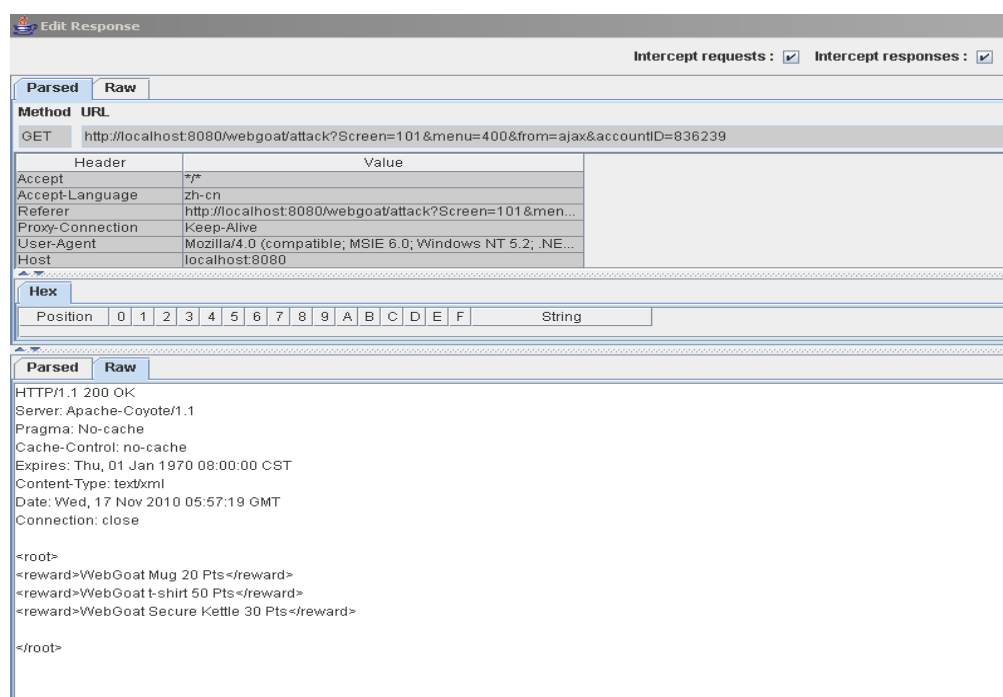 Edit Response
Intercept requests : Intercept responses :
Parsed Raw
Method URL
GET http://localhost:8080/webgoat/attack?Screen=101&menu=400&from=ajax&accountID=836239
Header Value
Accept */*
Accept-Language zh-cn
Referer http://localhost:8080/webgoat/attack?Screen=101&men...
Proxy-Connection Keep-Alive
User-Agent Mozilla/4.0 (compatible; MSIE 6.0; Windows NT 5.2; .NE...
Host localhost:8080
Hex
Position 0 1 2 3 4 5 6 7 8 9 A B C D E F String
Parsed Raw
HTTP/1.1 200 OK
Server: Apache-Coyote/1.1
Pragma: No-cache
Cache-Control: no-cache
Expires: Thu, 01 Jan 1970 08:00:00 CST
Content-Type: text/xml
Date: Wed, 17 Nov 2010 05:57:19 GMT
Connection: close
<root>
<reward>WebGoat Mug 20 Pts</reward>
<reward>WebGoat t-shirt 50 Pts</reward>
<reward>WebGoat Secure Kettle 30 Pts</reward>
</root>